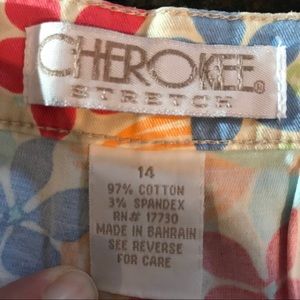 CHEROKEE®
STRETCH
14
97% COTTON
3% SPANDEX
RN# 17730
MADE IN BAHRAIN
SEE REVERSE
FOR CARE